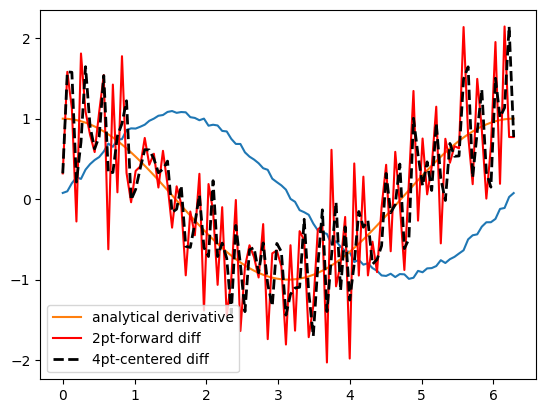 2
1
0
−1
−2
analytical derivative
2pt-forward diff
4pt-centered diff
0 1 2 3 4 5 6